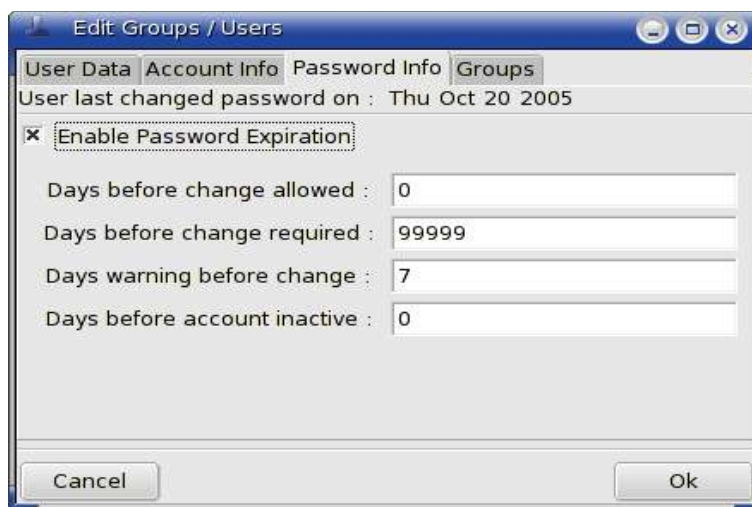 Edit Groups / Users
User Data Account Info Password Info Groups
User last changed password on : Thu Oct 20 2005
Enable Password Expiration
Days before change allowed : 0
Days before change required : 99999
Days warning before change : 7
Days before account inactive : 0
Cancel Ok